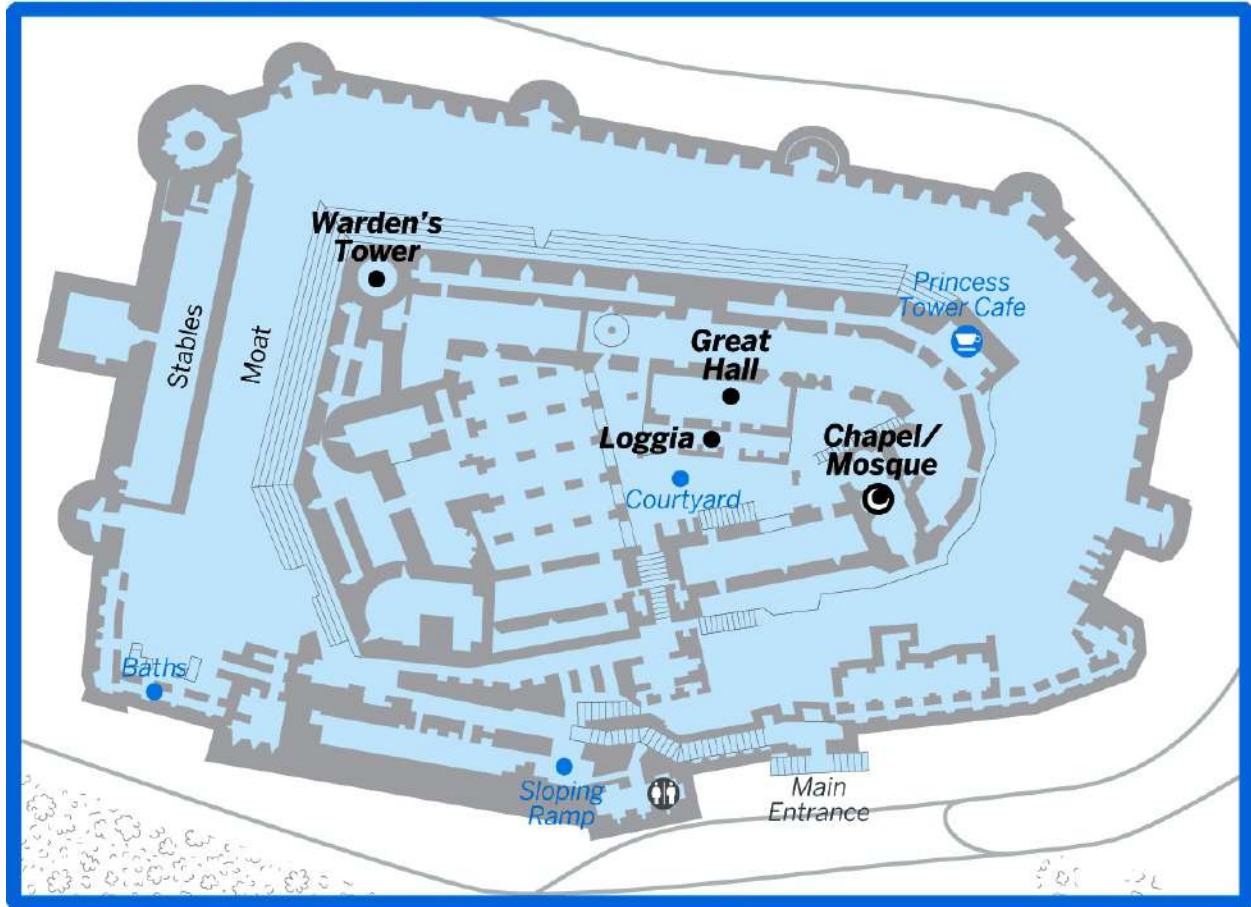 Warden's
Tower
Princess
Tower Cafe
Stables
Moat
Great
Hall
Loggia
Chapel/
Mosque
Courtyard
Baths
Sloping
Ramp
Main
Entrance